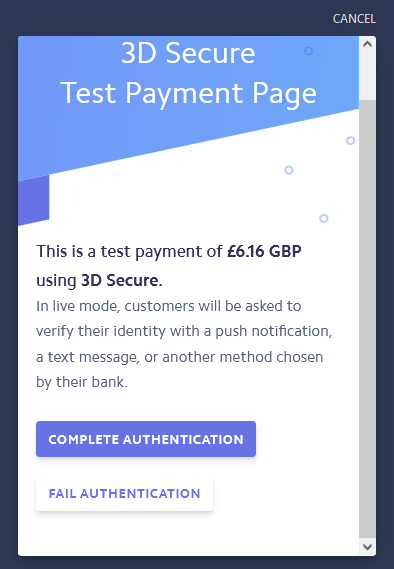 CANCEL
3D Secure
Test Payment Page
This is a test payment of £6.16 GBP
using 3D Secure.
In live mode, customers will be asked to
verify their identity with a push notification,
a text message, or another method chosen
by their bank.
COMPLETE AUTHENTICATION
FAIL AUTHENTICATION